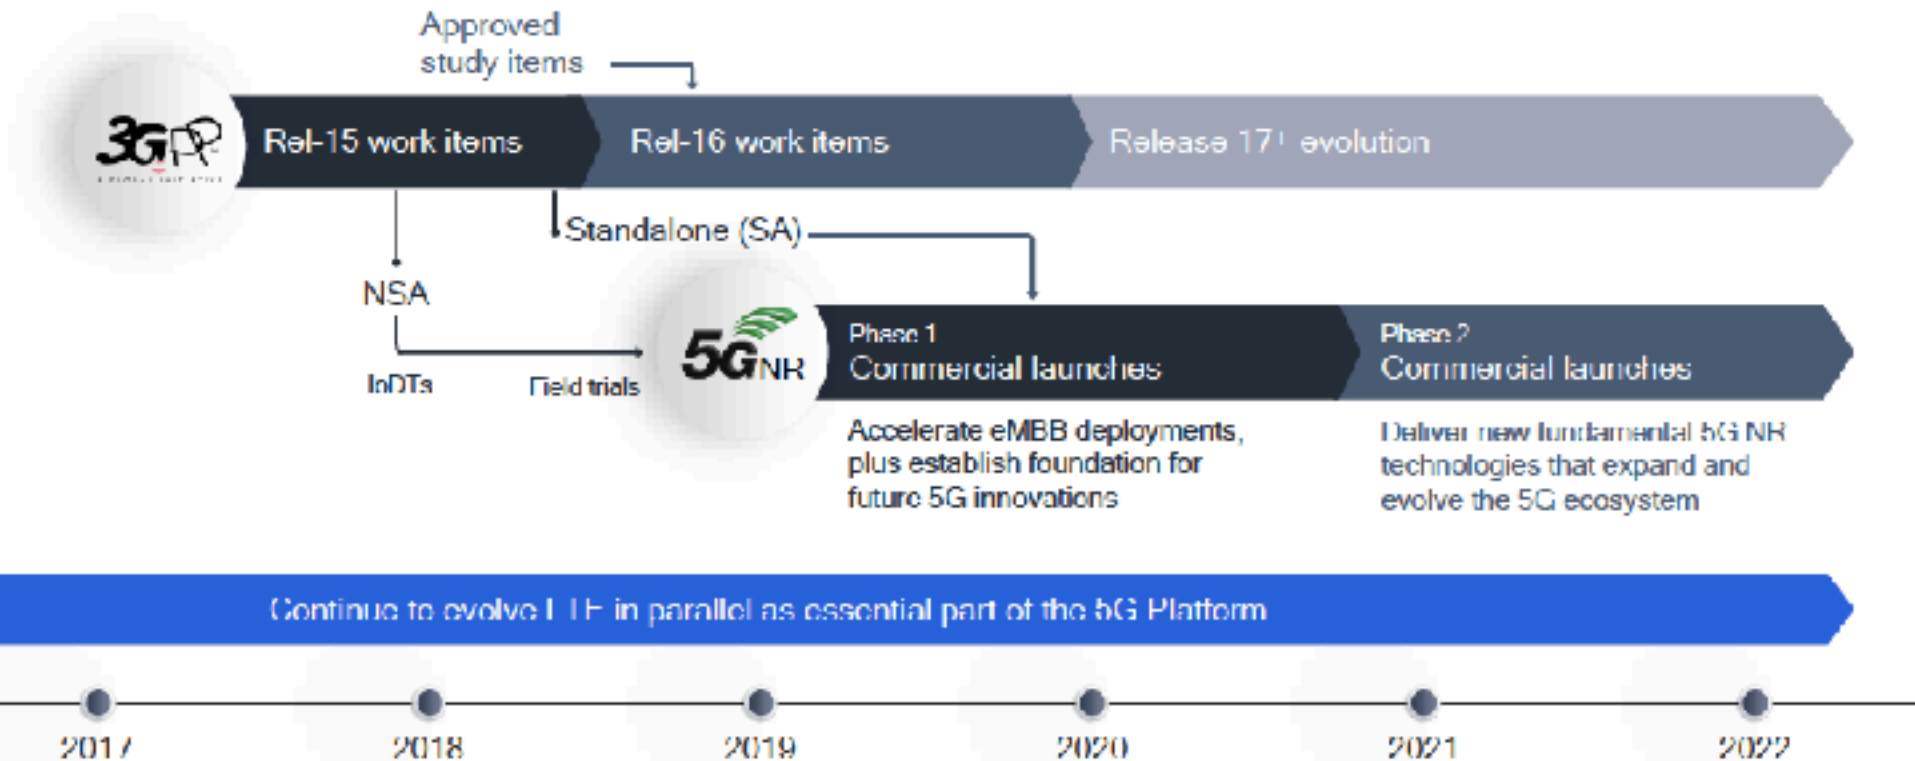 Approved
study items
3GPP
Rel-15 work items
Rel-16 work items
Release 17+ evolution
Standalone (SA)
NSA
IoDTs
Field trials
5G NR
Phase 1
Commercial launches
Phase 2
Commercial launches
Accelerate eMBB deployments,
plus establish foundation for
future 5G innovations
Deliver new fundamental 5G NR
technologies that expand and
evolve the 5G ecosystem
Continue to evolve LTE in parallel as essential part of the 5G Platform
2017
2018
2019
2020
2021
2022